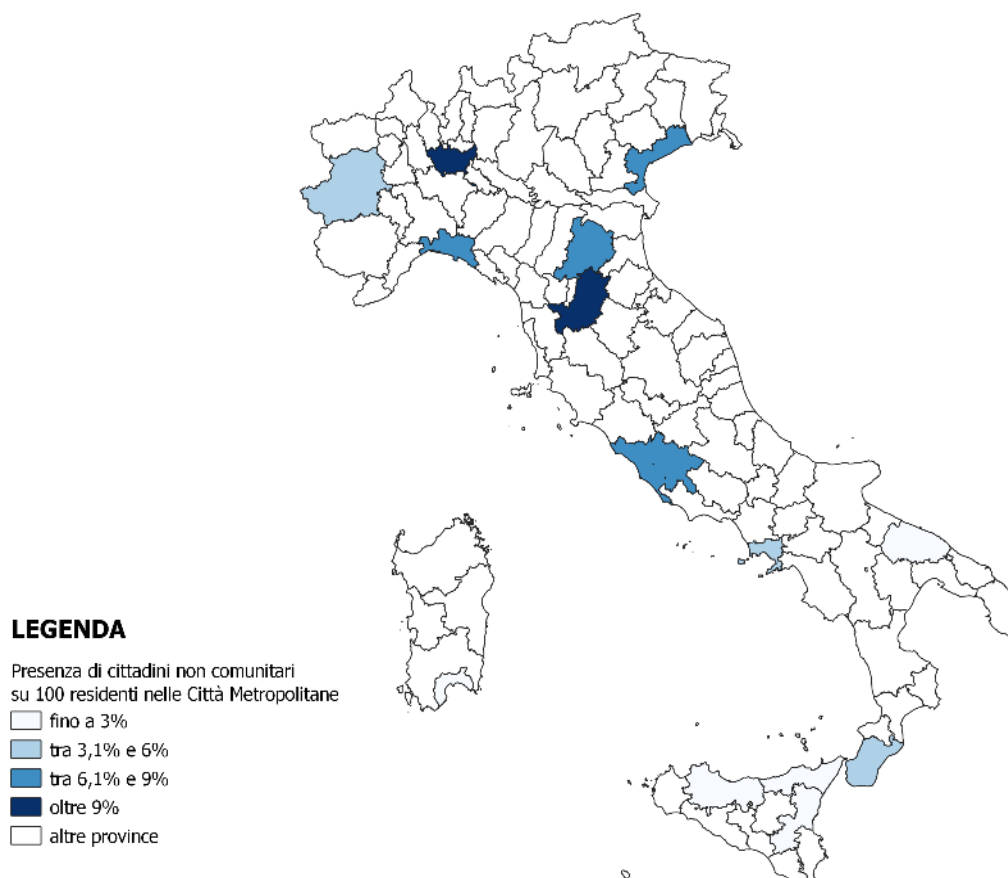 LEGENDA
Presenza di cittadini non comunitari
su 100 residenti nelle Città Metropolitane
fino a 3%
tra 3,1% e 6%
tra 6,1% e 9%
oltre 9%
altre province